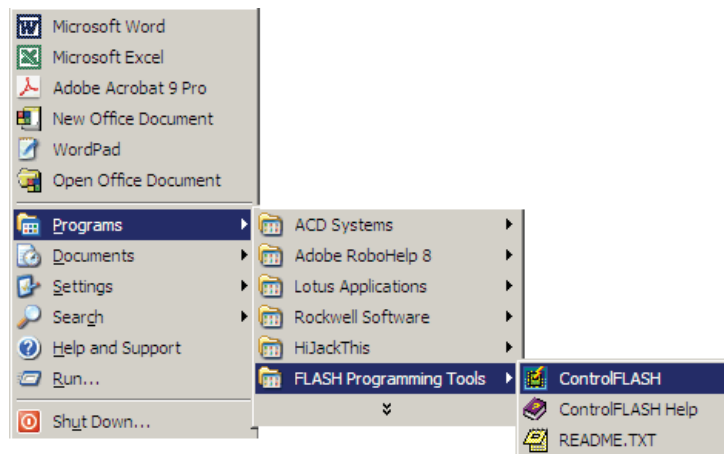 Microsoft Word
Microsoft Excel
Adobe Acrobat 9 Pro
New Office Document
WordPad
Open Office Document
Programs
Documents
Settings
Search
Help and Support
Run...
Shut Down...
ACD Systems
Adobe RoboHelp 8
Lotus Applications
Rockwell Software
HiJackThis
FLASH Programming Tools
ControlFLASH
ControlFLASH Help
README.TXT